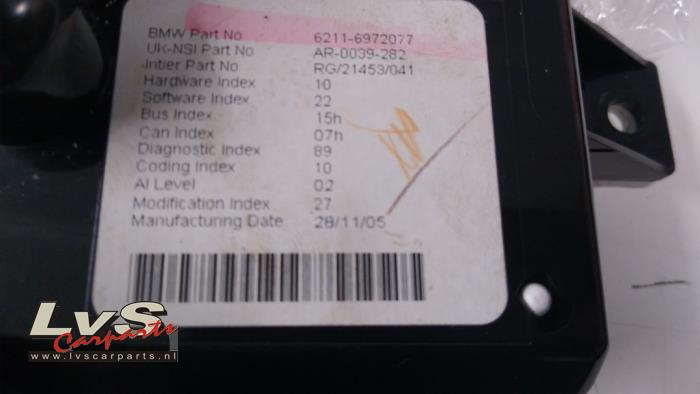 BMW Part No 6211-6972077
UK-NSI Part No AR-0039-282
Intier Part No RG/21453/041
Hardware Index 10
Software Index 22
Bus Index 15h
Can Index 07h
Diagnostic Index 89
Coding Index 10
AI Level 02
Modification Index 27
Manufacturing Date 28/11/05
LvS
Carparts
www.lvscarparts.nl